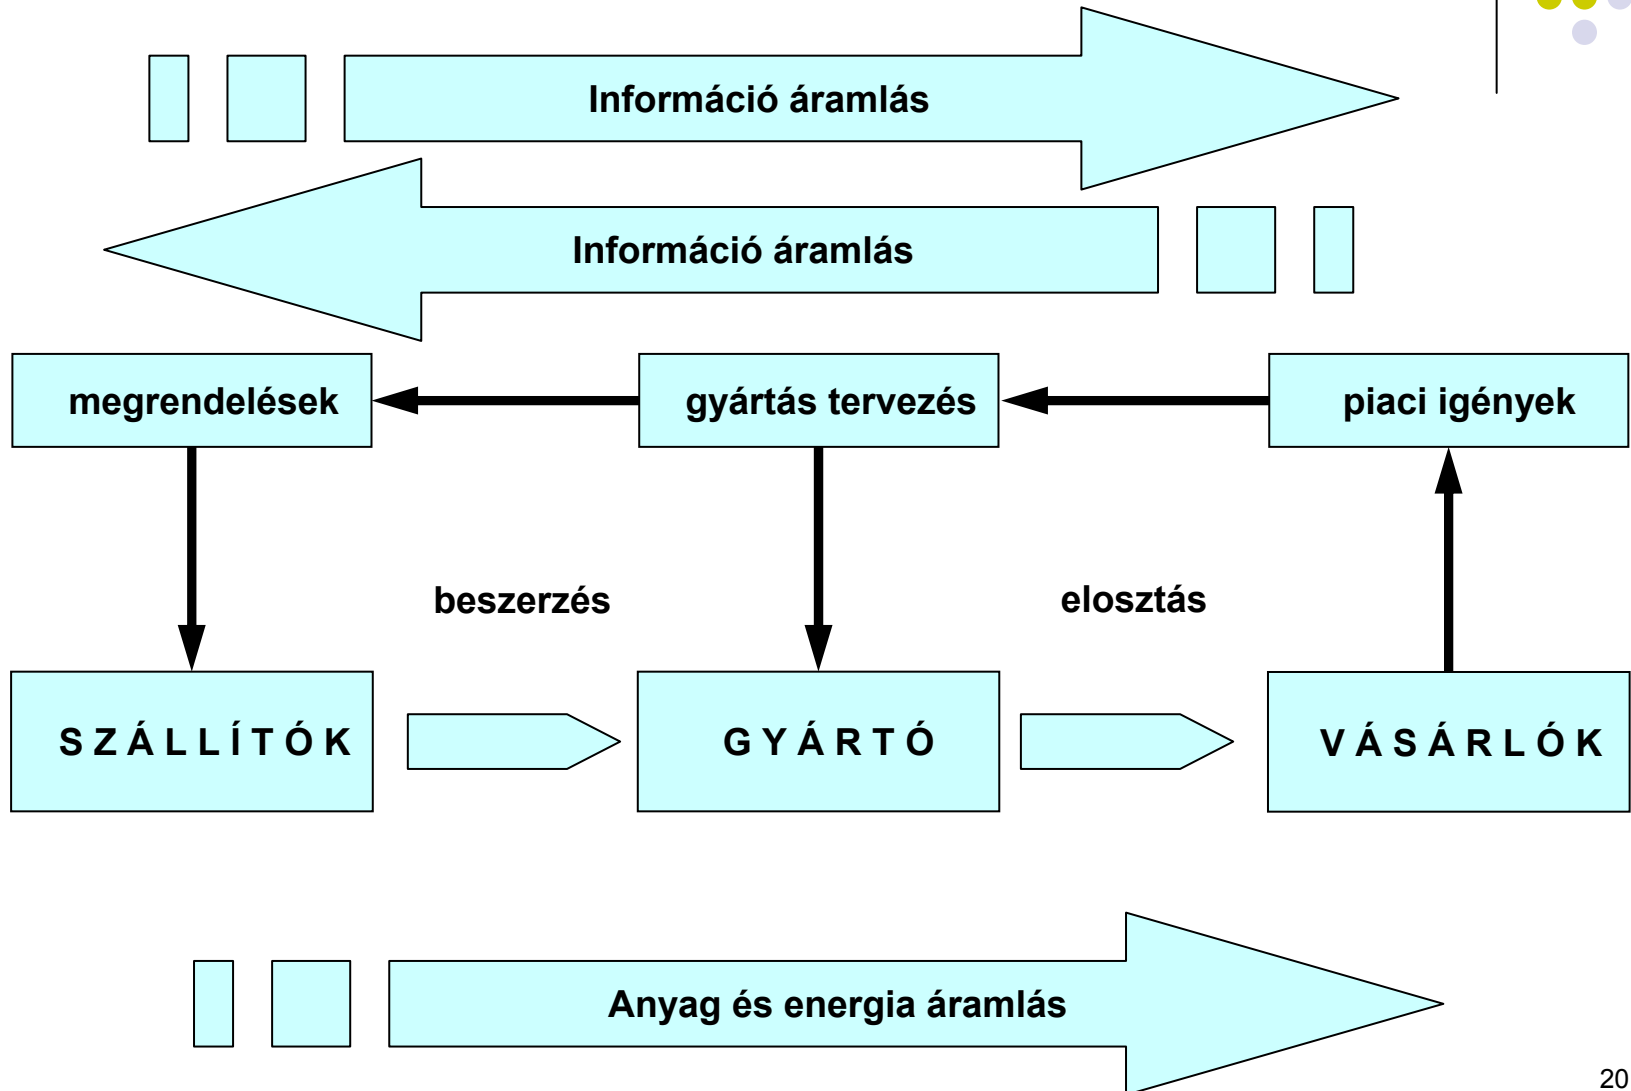 Információ áramlás
Információ áramlás
megrendelések
gyártás tervezés
piaci igények
beszerzés
elosztás
S Z Á L L Í T Ó K
G Y Á R T Ó
V Á S Á R L Ó K
Anyag és energia áramlás
20